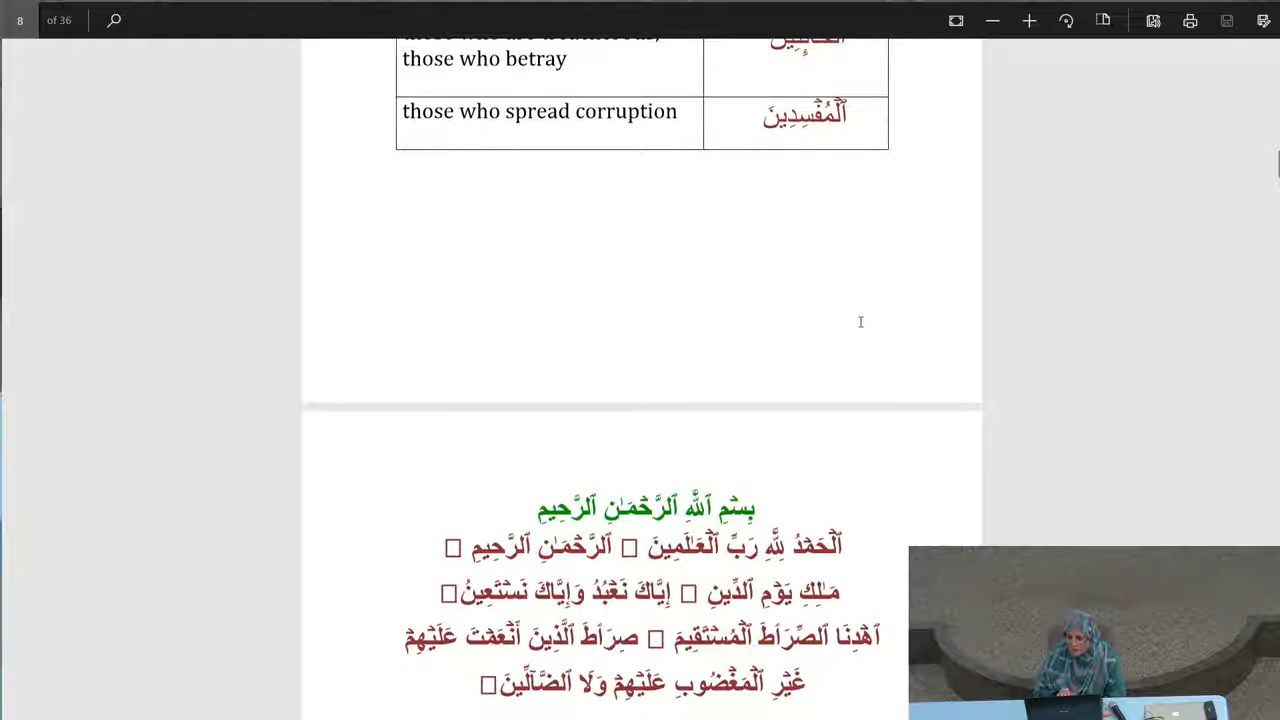 8 of 36
those who betray
those who spread corruption
ٱلْمُفْسِدِينَ
بِسْمِ ٱللَّهِ ٱلرَّحْمَـٰنِ ٱلرَّحِيمِ
ٱلْحَمْدُ لِلَّهِ رَبِّ ٱلْعَـٰلَمِينَ □ ٱلرَّحْمَـٰنِ ٱلرَّحِيمِ □
مَـٰلِكِ يَوْمِ ٱلدِّينِ □ إِيَّاكَ نَعْبُدُ وَإِيَّاكَ نَسْتَعِينُ□
ٱهْدِنَا ٱلصِّرَٰطَ ٱلْمُسْتَقِيمَ □ صِرَٰطَ ٱلَّذِينَ أَنْعَمْتَ عَلَيْهِمْ
غَيْرِ ٱلْمَغْضُوبِ عَلَيْهِمْ وَلَا ٱلضَّآلِّينَ□